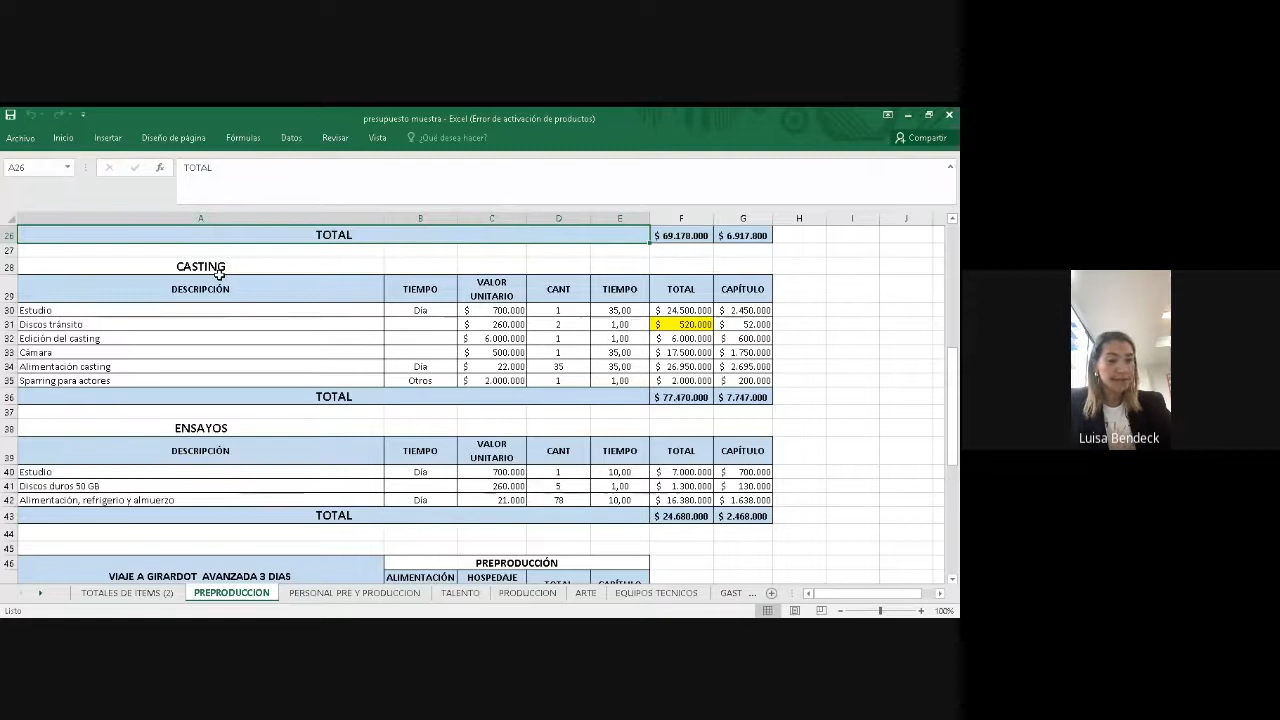 presupuesto muestra - Excel (Error de activación de productos)
Archivo Inicio Insertar Diseño de página Fórmulas Datos Revisar Vista ¿Qué desea hacer? Compartir
A26 fx TOTAL
A B C D E F G H I J
26 TOTAL $ 69.178.000 $ 6.917.800
27
28 CASTING
29 DESCRIPCIÓN TIEMPO VALOR UNITARIO CANT TIEMPO TOTAL CAPÍTULO
30 Estudio Día $ 700.000 1 35,00 $ 24.500.000 $ 2.450.000
31 Discos tránsito $ 260.000 2 1,00 $ 520.000 $ 52.000
32 Edición del casting $ 6.000.000 1 1,00 $ 6.000.000 $ 600.000
33 Cámara $ 500.000 1 35,00 $ 17.500.000 $ 1.750.000
34 Alimentación casting Día $ 22.000 35 35,00 $ 26.950.000 $ 2.695.000
35 Sparring para actores Otros $ 2.000.000 1 1,00 $ 2.000.000 $ 200.000
36 TOTAL $ 77.470.000 $ 7.747.000
37
38 ENSAYOS
39 DESCRIPCIÓN TIEMPO VALOR UNITARIO CANT TIEMPO TOTAL CAPÍTULO
40 Estudio Día 700.000 1 10,00 $ 7.000.000 $ 700.000
41 Discos duros 50 GB 260.000 5 1,00 $ 1.300.000 $ 130.000
42 Alimentación, refrigerio y almuerzo Día 21.000 78 10,00 $ 16.380.000 $ 1.638.000
43 TOTAL $ 24.680.000 $ 2.468.000
44
45
46 PREPRODUCCIÓN
VIAJE A GIRARDOT AVANZADA 3 DIAS ALIMENTACIÓN HOSPEDAJE TOTAL CAPÍTULO
TOTALES DE ITEMS (2) PREPRODUCCION PERSONAL PRE Y PRODUCCION TALENTO PRODUCCION ARTE EQUIPOS TECNICOS GAST ...
Listo 100%
Luisa Bendeck